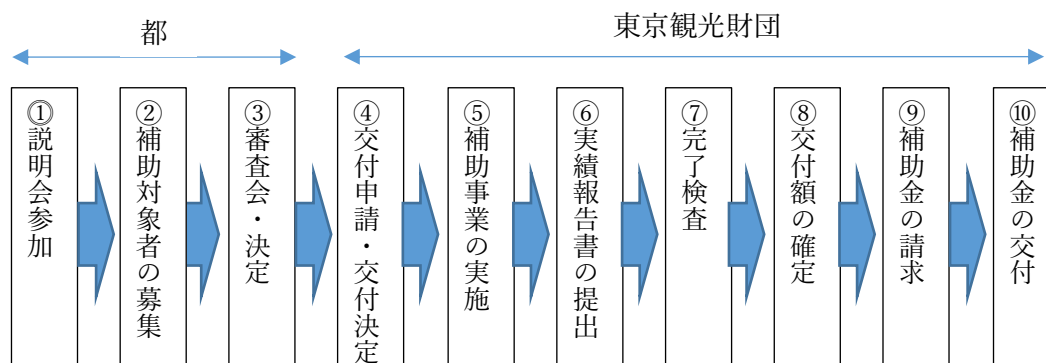 都
東京観光財団
①説明会参加
②補助対象者の募集
③審査会・決定
④交付申請・交付決定
⑤補助事業の実施
⑥実績報告書の提出
⑦完了検査
⑧交付額の確定
⑨補助金の請求
⑩補助金の交付